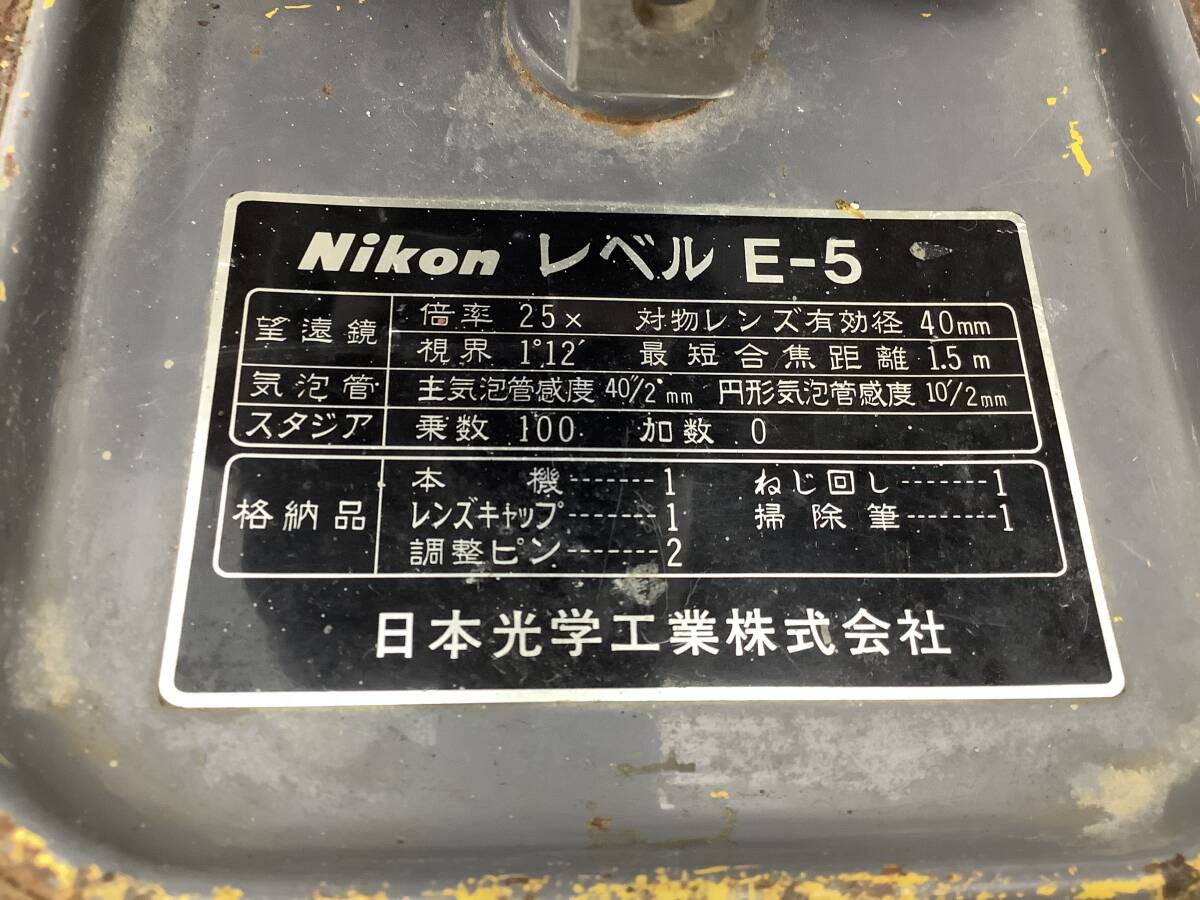 Nikon レベル E-5
望遠鏡 倍率 25× 対物レンズ有効径 40mm
視界 1°12′ 最短合焦距離 1.5m
気泡管 主気泡管感度 40″/2mm 円形気泡管感度 10′/2mm
スタジア 乗数 100 加数 0
格納品 本機-------1 ねじ回し-------1
レンズキャップ-------1 掃除筆--------1
調整ピン-------2
日本光学工業株式会社